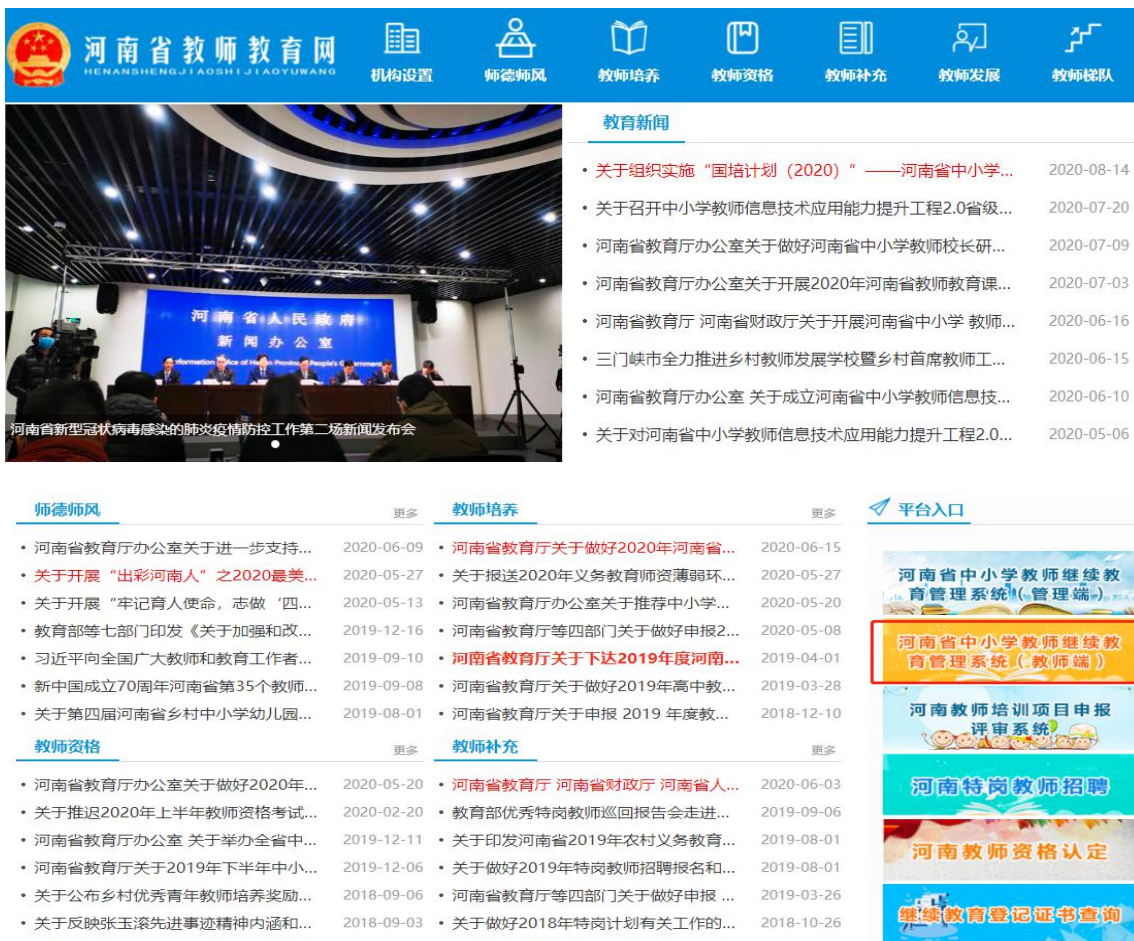 河南省教师教育网
HENANSHENGJIAOSHIJIAOYUWANG
机构设置
师德师风
教师培养
教师资格
教师补充
教师发展
教师梯队
河南省人民政府
新闻办公室
Information Office of Henan Provincial People's Government
河南省新型冠状病毒感染的肺炎疫情防控工作第二场新闻发布会
教育新闻
• 关于组织实施“国培计划（2020）”——河南省中小学... 2020-08-14
• 关于召开中小学教师信息技术应用能力提升工程2.0省级... 2020-07-20
• 河南省教育厅办公室关于做好河南省中小学教师校长研... 2020-07-09
• 河南省教育厅办公室关于开展2020年河南省教师教育课... 2020-07-03
• 河南省教育厅 河南省财政厅关于开展河南省中小学 教师... 2020-06-16
• 三门峡市全力推进乡村教师发展学校暨乡村首席教师工... 2020-06-15
• 河南省教育厅办公室 关于成立河南省中小学教师信息技... 2020-06-10
• 关于对河南省中小学教师信息技术应用能力提升工程2.0... 2020-05-06
师德师风 更多
• 河南省教育厅办公室关于进一步支持... 2020-06-09
• 关于开展“出彩河南人”之2020最美... 2020-05-27
• 关于开展“牢记育人使命，志做‘四... 2020-05-13
• 教育部等七部门印发《关于加强和改... 2019-12-16
• 习近平向全国广大教师和教育工作者... 2019-09-10
• 新中国成立70周年河南省第35个教师... 2019-09-08
• 关于第四届河南省乡村中小学幼儿园... 2019-08-01
教师培养 更多
• 河南省教育厅关于做好2020年河南省... 2020-06-15
• 关于报送2020年义务教育师资薄弱环... 2020-05-27
• 河南省教育厅办公室关于推荐中小学... 2020-05-20
• 河南省教育厅等四部门关于做好申报2... 2020-05-08
• 河南省教育厅关于下达2019年度河南... 2019-04-01
• 河南省教育厅关于做好2019年高中教... 2019-03-28
• 河南省教育厅关于申报 2019 年度教... 2018-12-10
教师资格 更多
• 河南省教育厅办公室关于做好2020年... 2020-05-20
• 关于推迟2020年上半年教师资格考试... 2020-02-20
• 河南省教育厅办公室 关于举办全省中... 2019-12-11
• 河南省教育厅关于2019年下半年中小... 2019-12-06
• 关于公布乡村优秀青年教师培养奖励... 2018-09-06
• 关于反映张玉滚先进事迹精神内涵和... 2018-09-03
教师补充 更多
• 河南省教育厅 河南省财政厅 河南省人... 2020-06-03
• 教育部优秀特岗教师巡回报告会走进... 2019-09-06
• 关于印发河南省2019年农村义务教育... 2019-08-01
• 关于做好2019年特岗教师招聘报名和... 2019-08-01
• 河南省教育厅等四部门关于做好申报 ... 2019-03-26
• 关于做好2018年特岗计划有关工作的... 2018-10-26
平台入口
河南省中小学教师继续教
育管理系统（管理端）
河南省中小学教师继续教
育管理系统（教师端）
河南教师培训项目申报
评审系统
河南特岗教师招聘
河南教师资格认定
继续教育登记证书查询